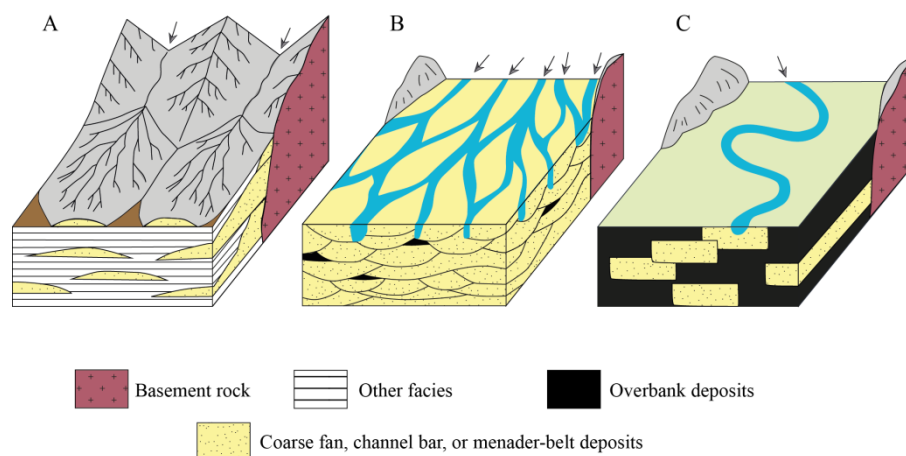 A
B
C
Basement rock
Other facies
Overbank deposits
Coarse fan, channel bar, or menader-belt deposits